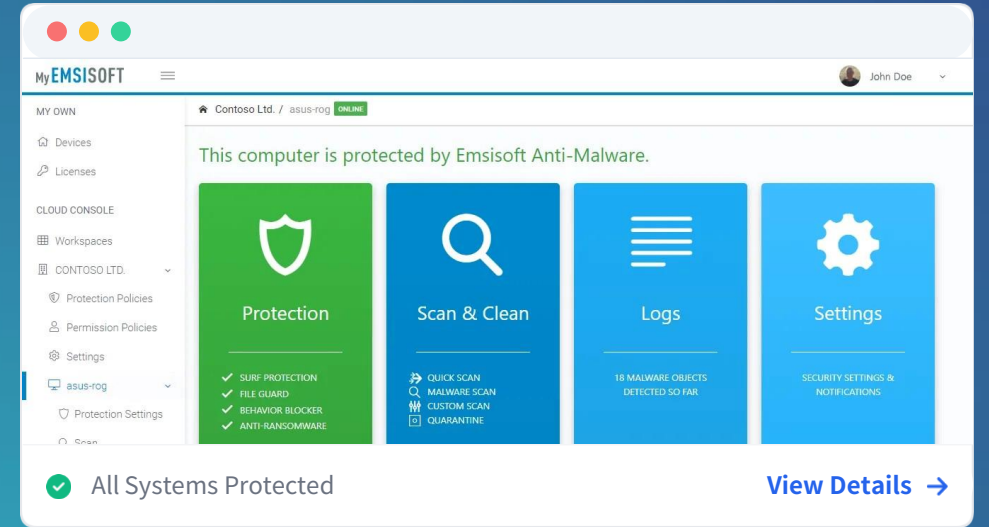 My EMSISOFT
John Doe
MY OWN
Devices
Licenses
CLOUD CONSOLE
Workspaces
CONTOSO LTD.
Protection Policies
Permission Policies
Settings
asus-rog
Protection Settings
Scan
Contoso Ltd. / asus-rog ONLINE
This computer is protected by Emsisoft Anti-Malware.
Protection
SURF PROTECTION
FILE GUARD
BEHAVIOR BLOCKER
ANTI-RANSOMWARE
Scan & Clean
QUICK SCAN
MALWARE SCAN
CUSTOM SCAN
QUARANTINE
Logs
18 MALWARE OBJECTS
DETECTED SO FAR
Settings
SECURITY SETTINGS &
NOTIFICATIONS
All Systems Protected
View Details →